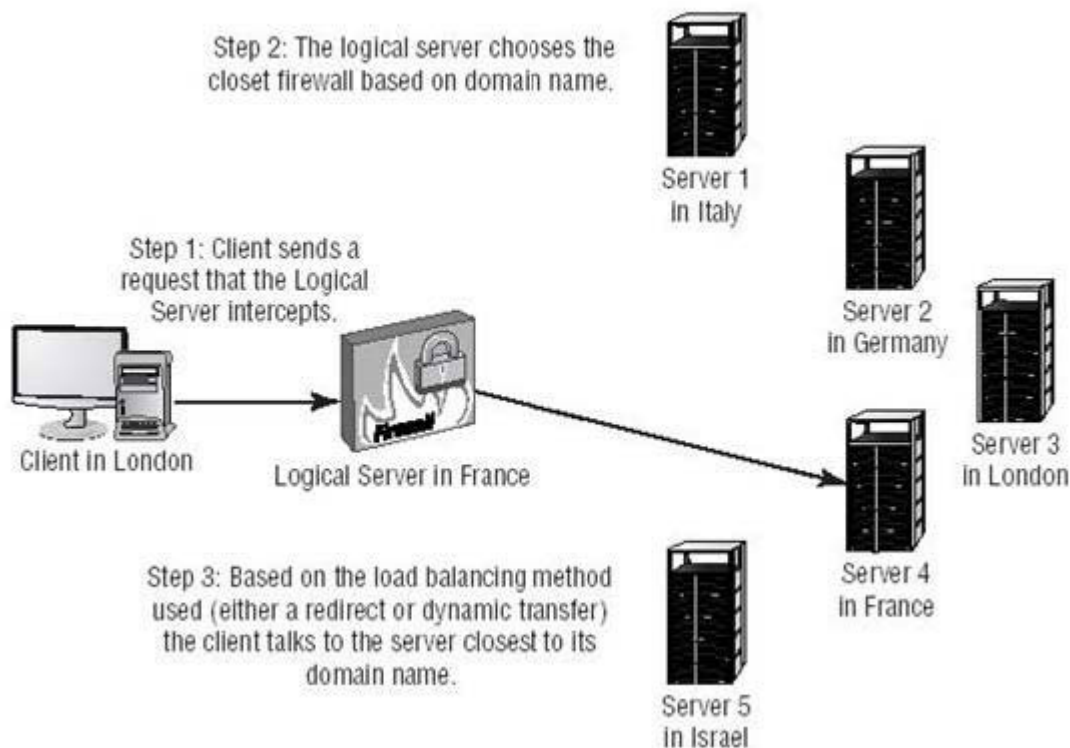 Step 2: The logical server chooses the
closet firewall based on domain name.
Server 1
in Italy
Step 1: Client sends a
request that the Logical
Server intercepts.
Server 2
in Germany
Firewall
Client in London
Logical Server in France
Server 3
in London
Step 3: Based on the load balancing method
used (either a redirect or dynamic transfer)
the client talks to the server closest to its
domain name.
Server 4
in France
Server 5
in Israel